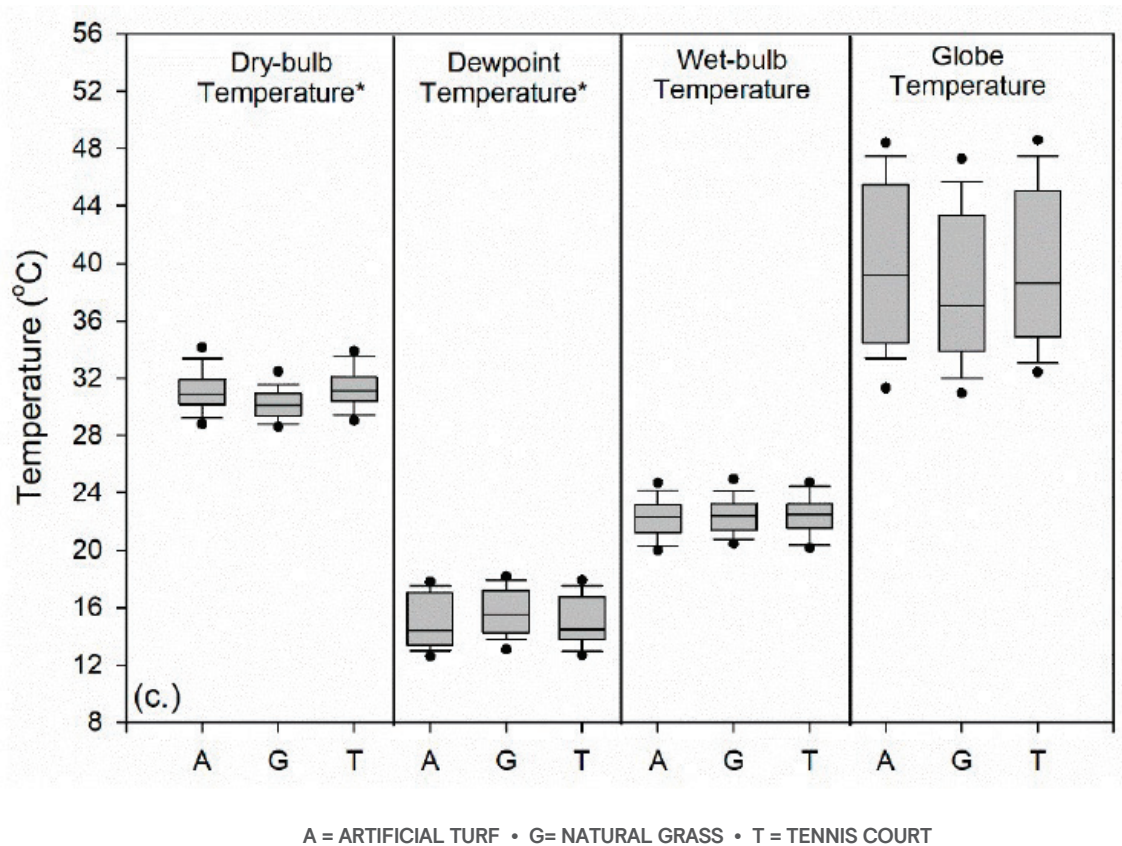 Dry-bulb
Temperature*
Dewpoint
Temperature*
Wet-bulb
Temperature
Globe
Temperature
Temperature (°C)
56
52
48
44
40
36
32
28
24
20
16
12
8
(c.)
A G T A G T A G T A G T
A = ARTIFICIAL TURF • G= NATURAL GRASS • T = TENNIS COURT